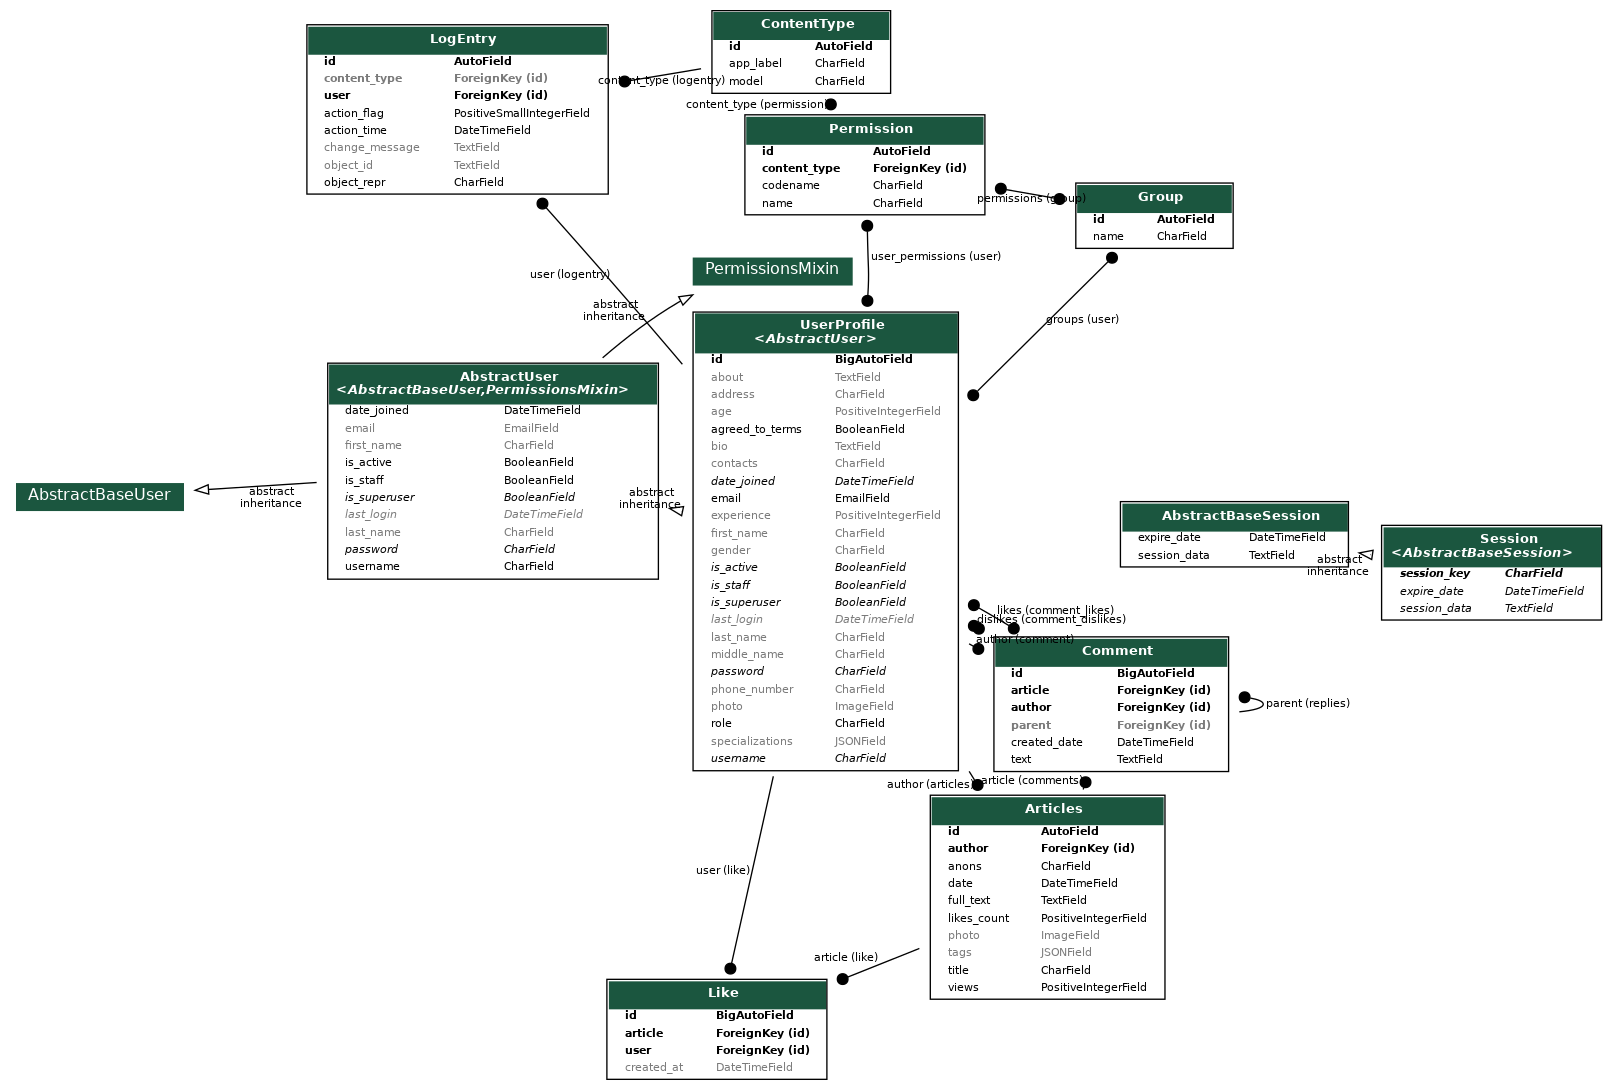 LogEntry
id AutoField
content_type ForeignKey (id)
user ForeignKey (id)
action_flag PositiveSmallIntegerField
action_time DateTimeField
change_message TextField
object_id TextField
object_repr CharField
ContentType
id AutoField
app_label CharField
model CharField
content_type (logentry)
content_type (permission)
Permission
id AutoField
content_type ForeignKey (id)
codename CharField
name CharField
permissions (group)
Group
id AutoField
name CharField
user_permissions (user)
PermissionsMixin
user (logentry)
abstract
inheritance
groups (user)
UserProfile
<AbstractUser>
id BigAutoField
about TextField
address CharField
age PositiveIntegerField
agreed_to_terms BooleanField
bio TextField
contacts CharField
date_joined DateTimeField
email EmailField
experience PositiveIntegerField
first_name CharField
gender CharField
is_active BooleanField
is_staff BooleanField
is_superuser BooleanField
last_login DateTimeField
last_name CharField
middle_name CharField
password CharField
phone_number CharField
photo ImageField
role CharField
specializations JSONField
username CharField
AbstractUser
<AbstractBaseUser,PermissionsMixin>
date_joined DateTimeField
email EmailField
first_name CharField
is_active BooleanField
is_staff BooleanField
is_superuser BooleanField
last_login DateTimeField
last_name CharField
password CharField
username CharField
AbstractBaseUser
abstract
inheritance
abstract
inheritance
AbstractBaseSession
expire_date DateTimeField
session_data TextField
abstract
inheritance
Session
<AbstractBaseSession>
session_key CharField
expire_date DateTimeField
session_data TextField
likes (comment_likes)
dislikes (comment_dislikes)
author (comment)
Comment
id BigAutoField
article ForeignKey (id)
author ForeignKey (id)
parent ForeignKey (id)
created_date DateTimeField
text TextField
parent (replies)
author (articles)
article (comments)
Articles
id AutoField
author ForeignKey (id)
anons CharField
date DateTimeField
full_text TextField
likes_count PositiveIntegerField
photo ImageField
tags JSONField
title CharField
views PositiveIntegerField
user (like)
article (like)
Like
id BigAutoField
article ForeignKey (id)
user ForeignKey (id)
created_at DateTimeField